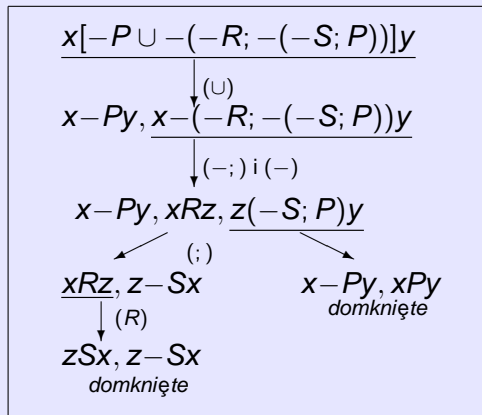 x[−P ∪ −(−R; −(−S; P))]y
(∪)
x−Py, x−(−R; −(−S; P))y
(−;) i (−)
x−Py, xRz, z(−S; P)y
(;)
xRz, z−Sx x−Py, xPy
domknięte
(R)
zSx, z−Sx
domknięte